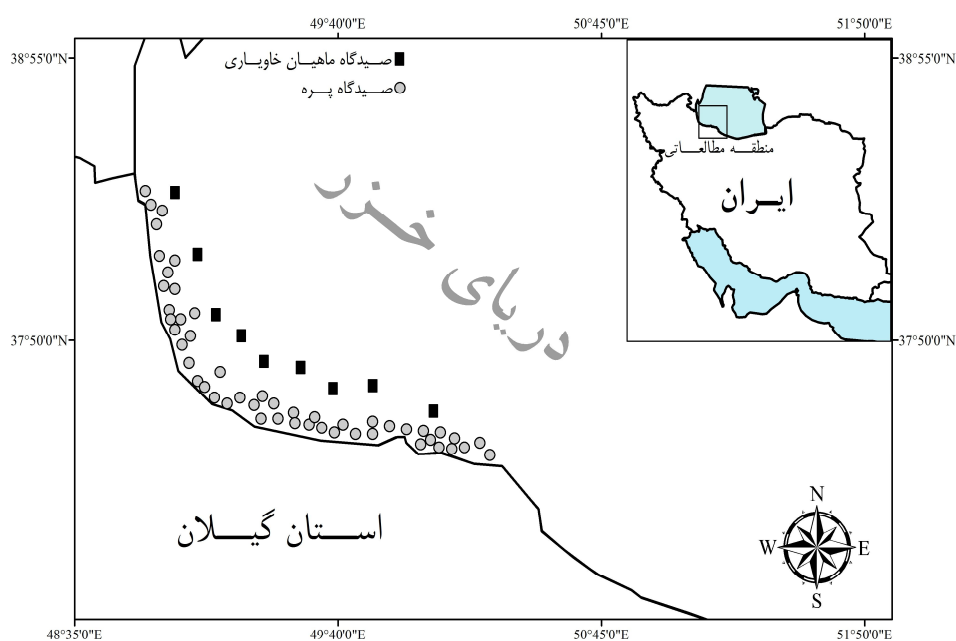 49°40'0"E
50°45'0"E
51°50'0"E
38°55'0"N
38°55'0"N
صیدگاه ماهیان خاویاری
صیدگاه پره
منطقه مطالعاتی
ایران
دریای خزر
37°50'0"N
37°50'0"N
استان گیلان
N
W
E
S
48°35'0"E
49°40'0"E
50°45'0"E
51°50'0"E